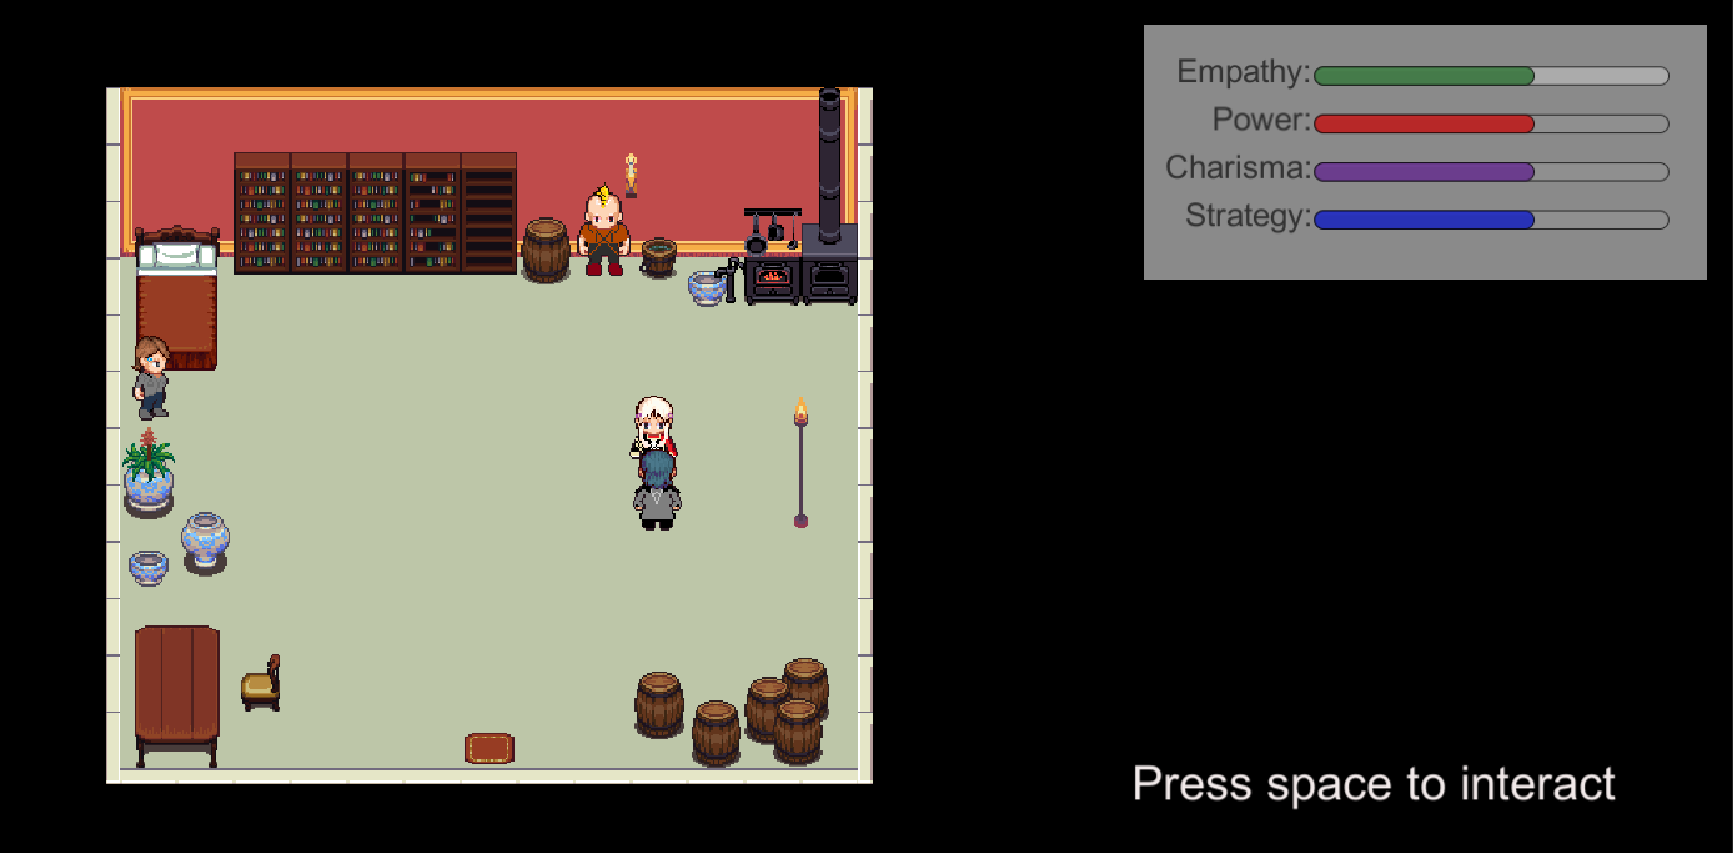 Empathy:
Power:
Charisma:
Strategy:
Press space to interact